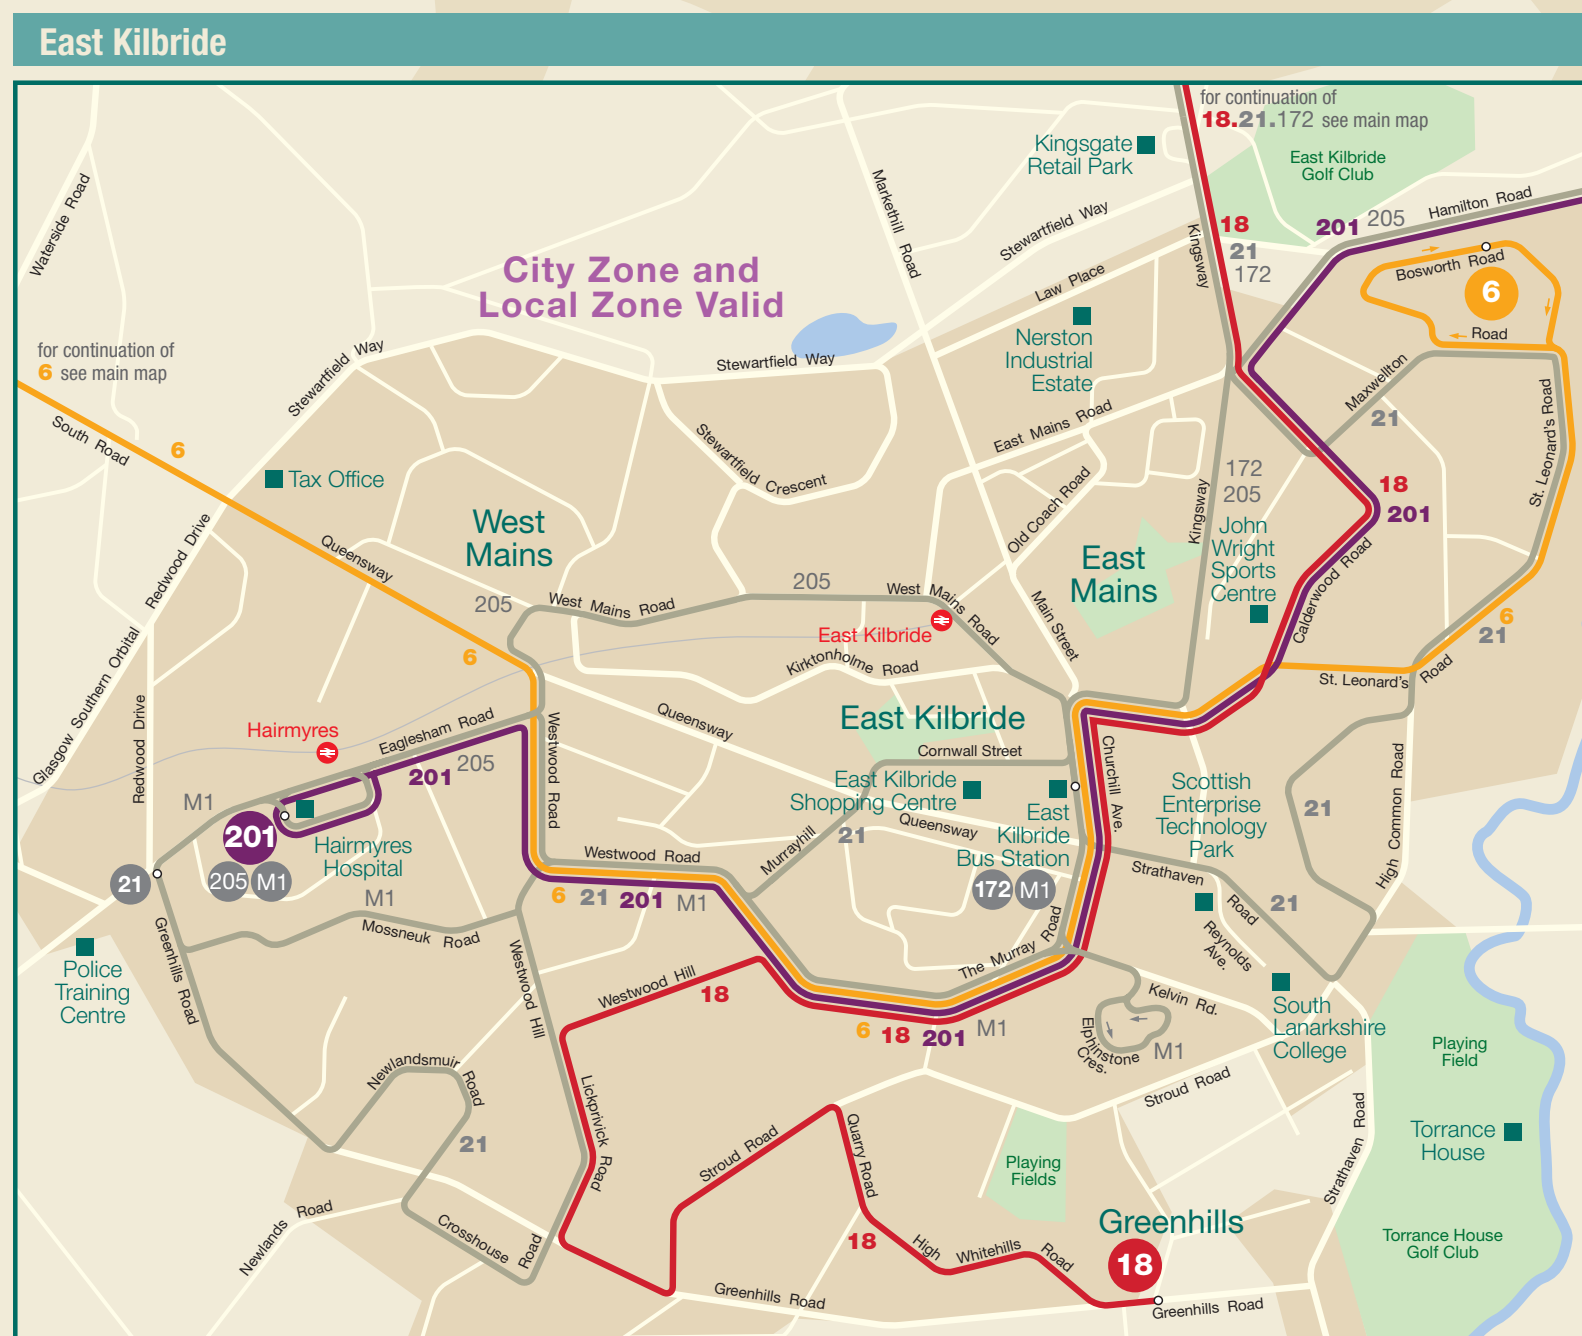 East Kilbride
for continuation of
18.21.172 see main map
Kingsgate
Retail Park
East Kilbride
Golf Club
Waterside Road
Markethill Road
Stewartfield Way
Kingsway
18
21
172
201 205
Hamilton Road
Bosworth Road
6
Road
City Zone and
Local Zone Valid
Law Place
Nerston
Industrial
Estate
for continuation of
6 see main map
Stewartfield Way
Stewartfield Way
South Road
6
Tax Office
Stewartfield Crescent
East Mains Road
Maxwellton
21
St. Leonard's Road
172
205
18
201
Kingsway
Old Coach Road
John
Wright
Sports
Centre
West
Mains
East
Mains
Redwood Drive
Queensway
205
West Mains Road
205
West Mains Road
East Kilbride
Main Street
Calderwood Road
6
21
Glasgow Southern Orbital
6
Kirktonholme Road
St. Leonard's Road
Redwood Drive
Hairmyres
Eaglesham Road
201 205
Westwood Road
Queensway
East Kilbride
Cornwall Street
Churchill Ave.
High Common Road
M1
201
205 M1
21
Hairmyres
Hospital
M1
East Kilbride
Shopping Centre
East
Kilbride
Bus Station
172 M1
Scottish
Enterprise
Technology
Park
21
Murrayhill
21
Queensway
Westwood Road
6 21 201 M1
Strathaven Road
21
Reynolds
Ave.
Mossneuk Road
Greenhills Road
Westwood Hill
Police
Training
Centre
Westwood Hill
18
The Murray Road
6 18 201 M1
Kelvin Rd.
Elphinstone
Cres.
M1
South
Lanarkshire
College
Playing
Field
Newlandsmuir Road
21
Lickprivick Road
Stroud Road
Stroud Road
Quarry Road
Playing
Fields
Strathaven Road
Torrance
House
Newlands Road
Crosshouse Road
18
High Whitehills Road
Greenhills
18
Torrance House
Golf Club
Greenhills Road
Greenhills Road